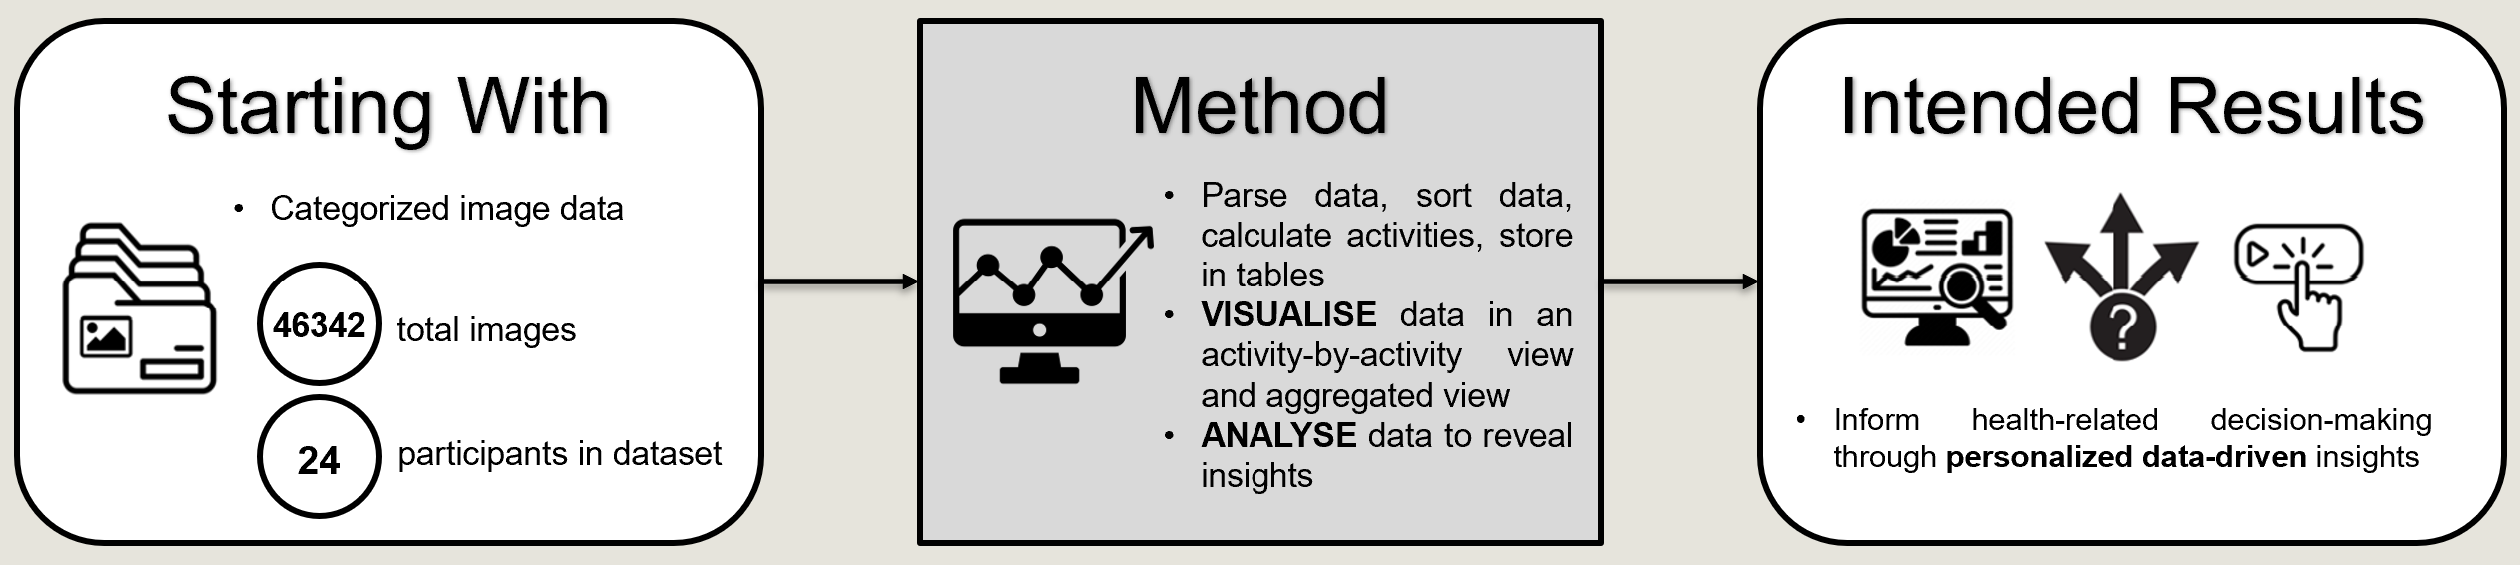 Starting With
• Categorized image data
46342 total images
24 participants in dataset
Method
• Parse data, sort data,
calculate activities, store
in tables
• VISUALISE data in an
activity-by-activity view
and aggregated view
• ANALYSE data to reveal
insights
Intended Results
?
• Inform health-related decision-making
through personalized data-driven insights